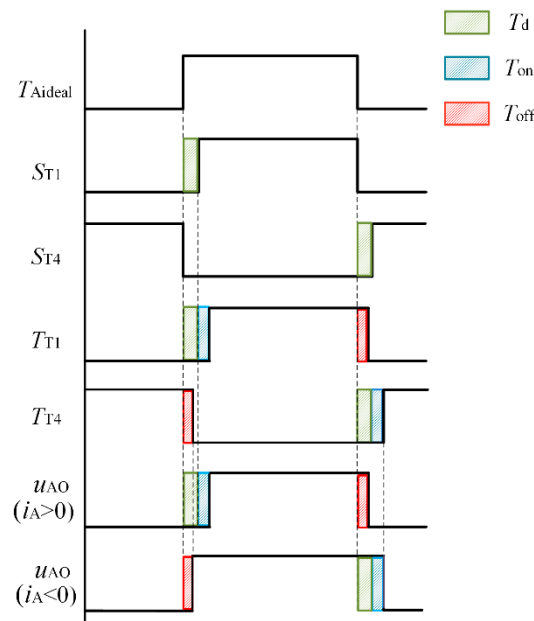 Td
TAideal
Ton
Toff
ST1
ST4
TT1
TT4
uAO
(iA>0)
uAO
(iA<0)